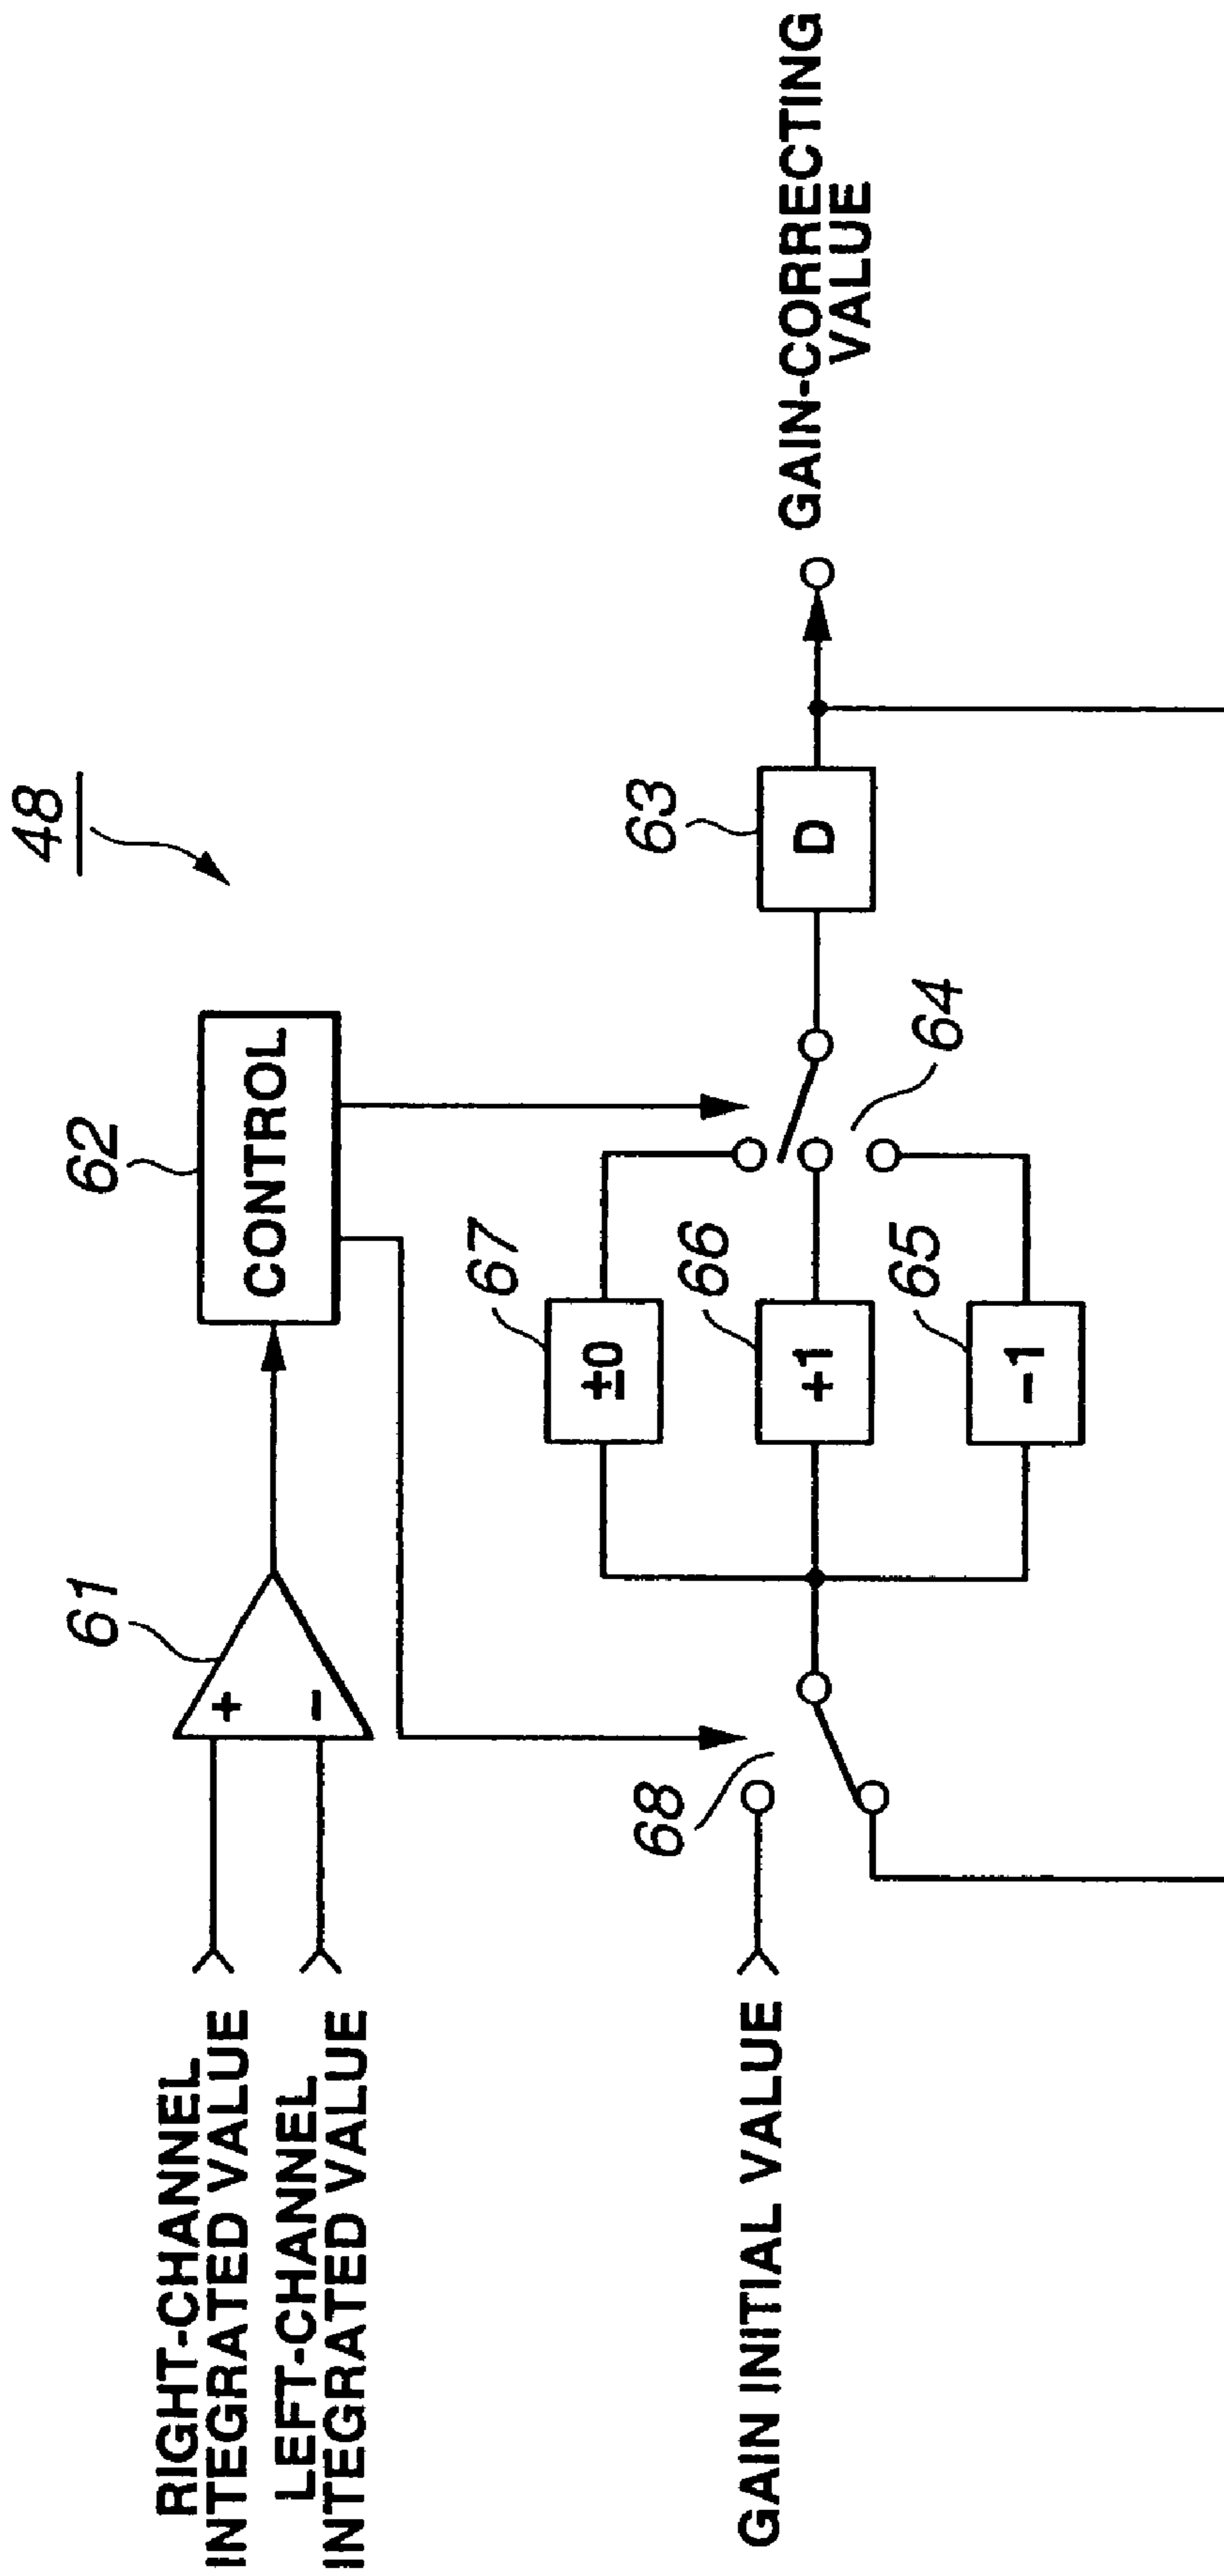 48
61
62
RIGHT-CHANNEL
INTEGRATED VALUE
+
CONTROL
LEFT-CHANNEL
INTEGRATED VALUE
−
67
±0
68
66
63
GAIN INITIAL VALUE
+1
D
GAIN-CORRECTING
VALUE
65
64
−1